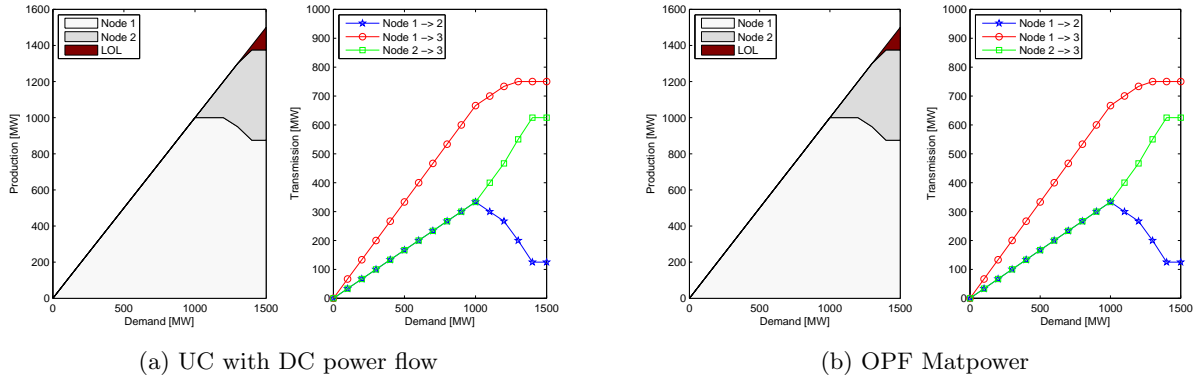 1600
1400
1200
1000
800
600
400
200
0
Production [MW]
Node 1
Node 2
LOL
0 500 1000 1500
Demand [MW]
1000
900
800
700
600
500
400
300
200
100
0
Transmission [MW]
Node 1 −> 2
Node 1 −> 3
Node 2 −> 3
0 500 1000 1500
Demand [MW]
(a) UC with DC power flow
1600
1400
1200
1000
800
600
400
200
0
Production [MW]
Node 1
Node 2
LOL
0 500 1000 1500
Demand [MW]
1000
900
800
700
600
500
400
300
200
100
0
Transmission [MW]
Node 1 −> 2
Node 1 −> 3
Node 2 −> 3
0 500 1000 1500
Demand [MW]
(b) OPF Matpower